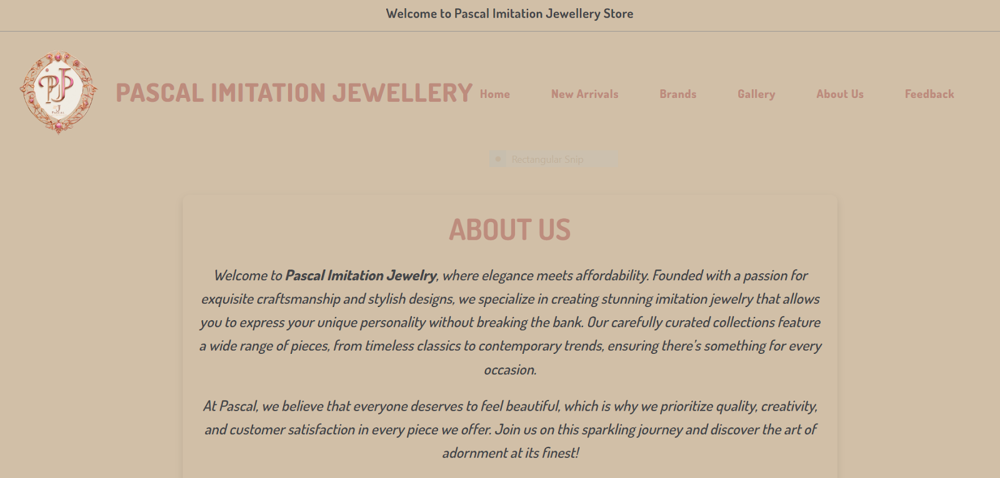 Welcome to Pascal Imitation Jewellery Store
PASCAL IMITATION JEWELLERY
Home
New Arrivals
Brands
Gallery
About Us
Feedback
PJP
PASCAL
Rectangular Snip
ABOUT US
Welcome to Pascal Imitation Jewelry, where elegance meets affordability. Founded with a passion for
exquisite craftsmanship and stylish designs, we specialize in creating stunning imitation jewelry that allows
you to express your unique personality without breaking the bank. Our carefully curated collections feature
a wide range of pieces, from timeless classics to contemporary trends, ensuring there's something for every
occasion.
At Pascal, we believe that everyone deserves to feel beautiful, which is why we prioritize quality, creativity,
and customer satisfaction in every piece we offer. Join us on this sparkling journey and discover the art of
adornment at its finest!